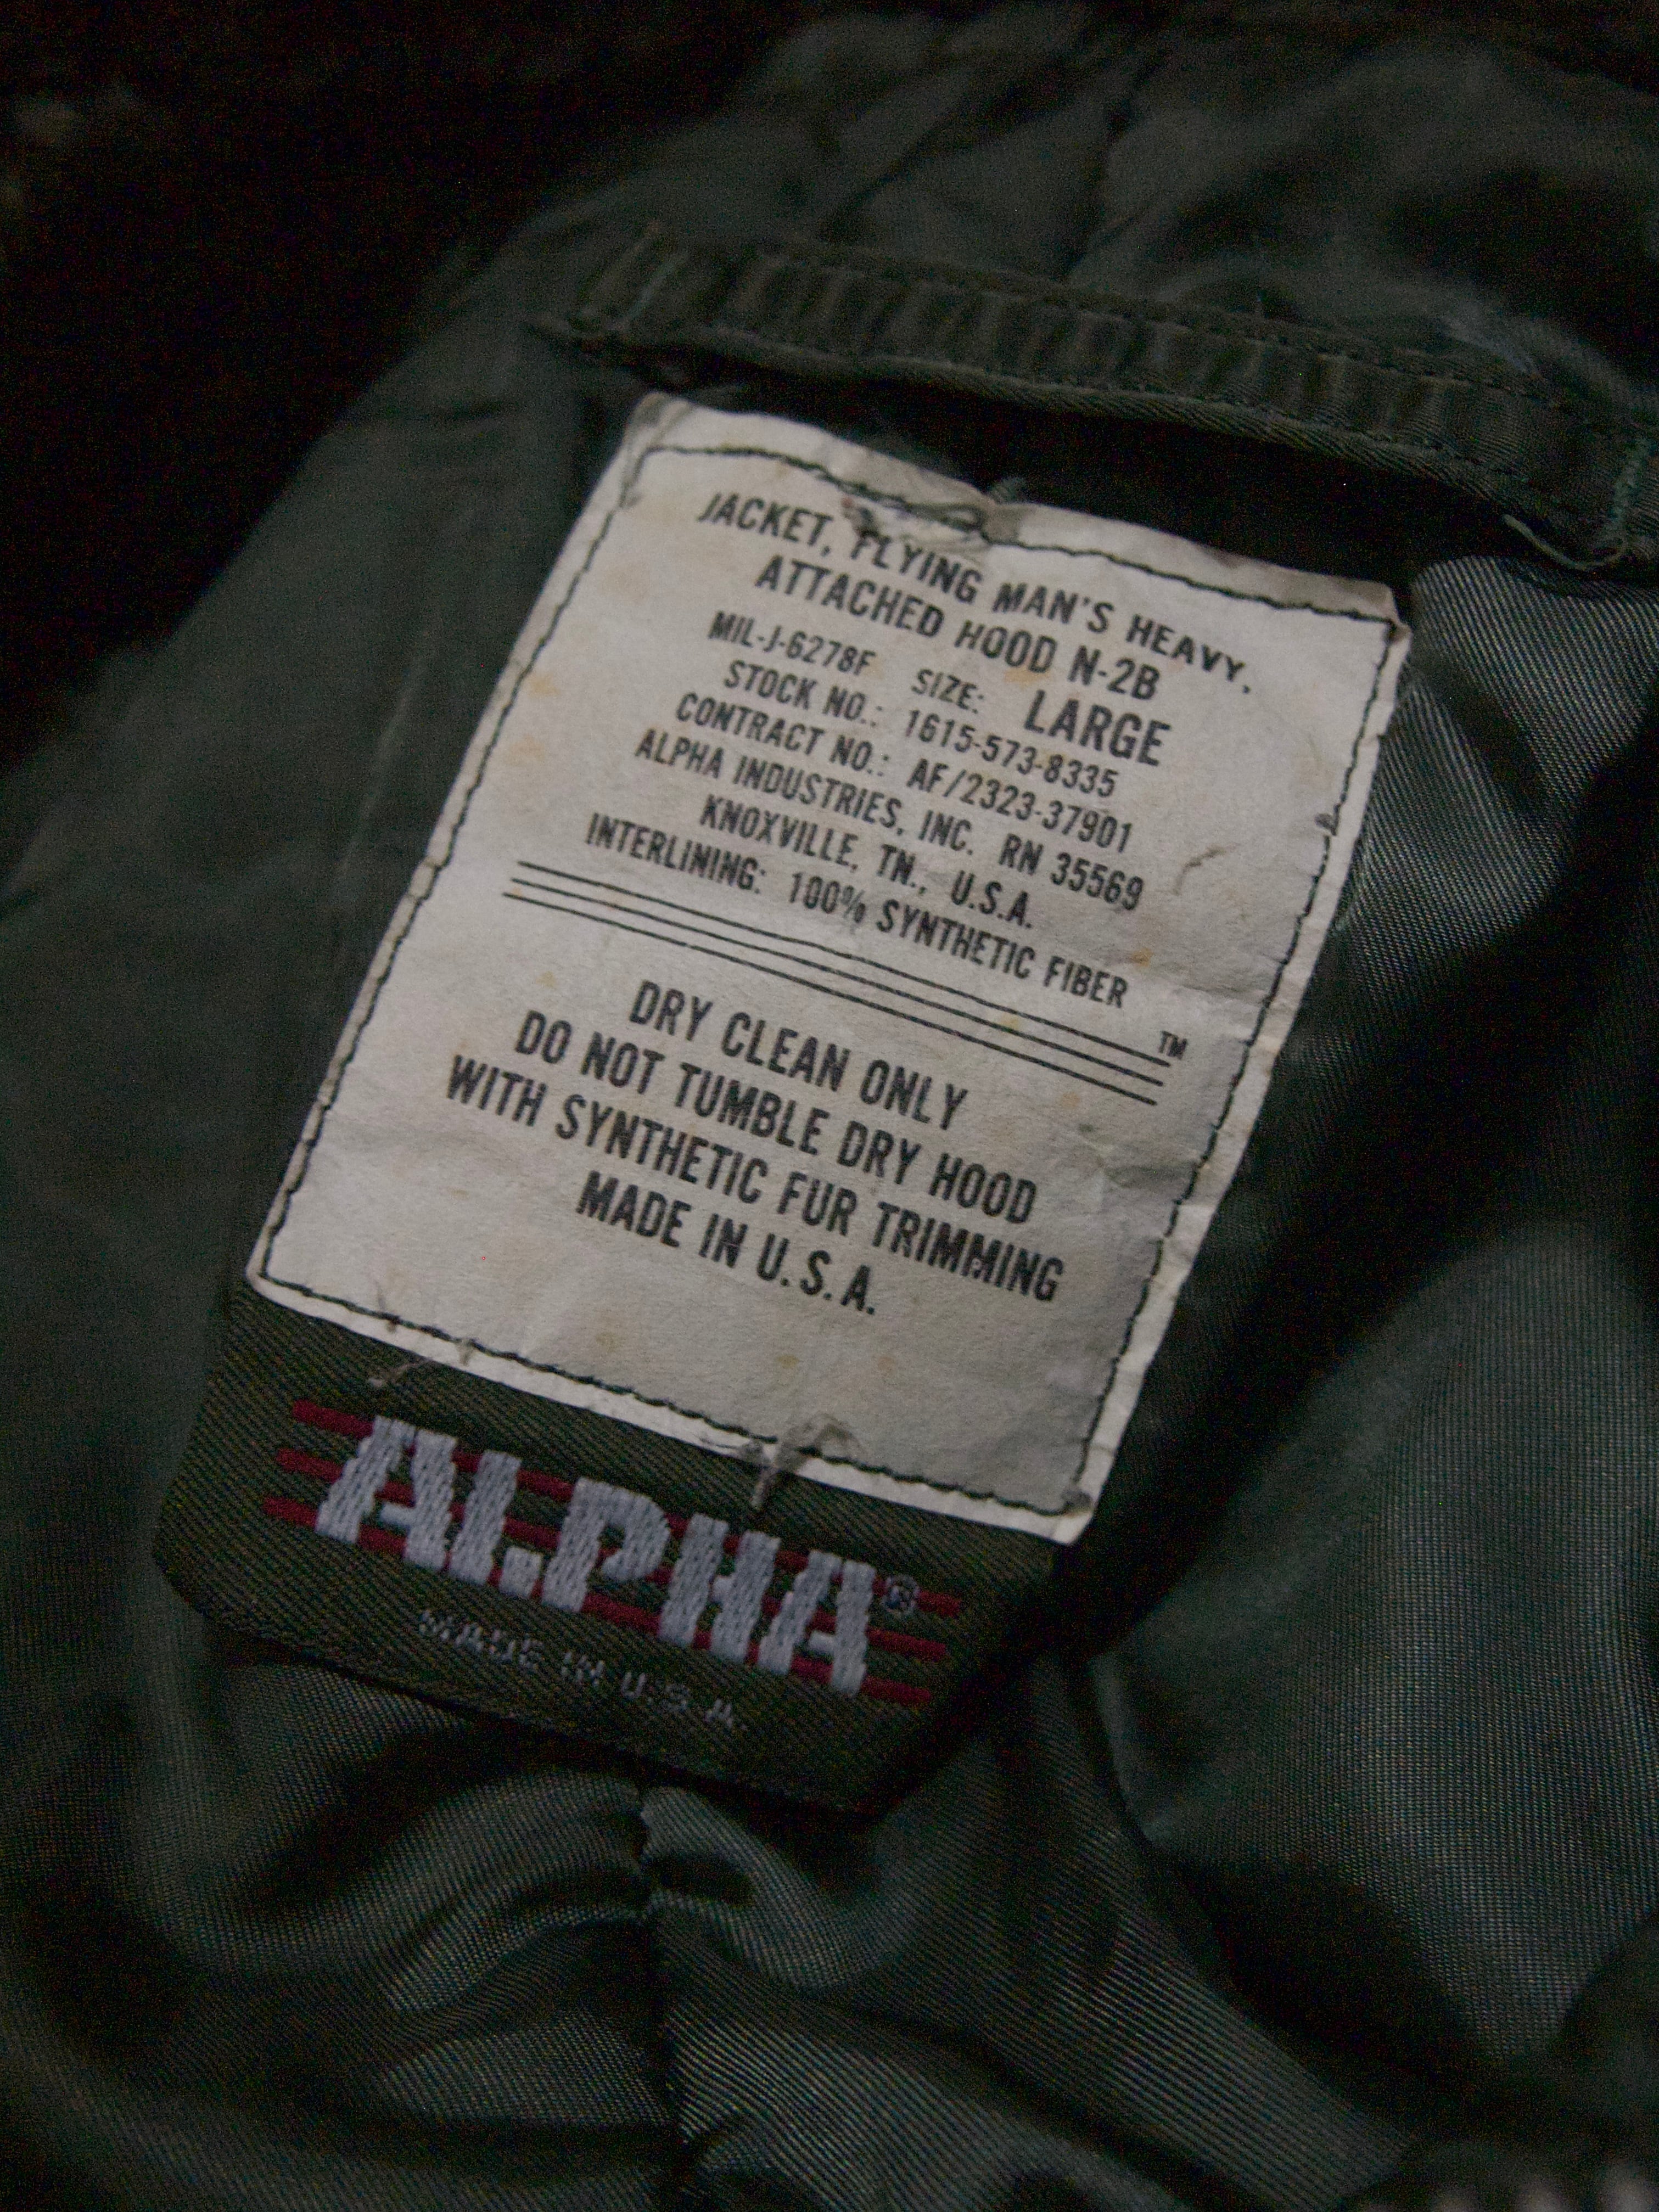 JACKET, FLYING MAN'S HEAVY,
ATTACHED HOOD N-2B
MIL-J-6278F SIZE: LARGE
STOCK NO.: 1615-573-8335
CONTRACT NO.: AF/2323-37901
ALPHA INDUSTRIES, INC. RN 35569
KNOXVILLE, TN., U.S.A.
INTERLINING: 100% SYNTHETIC FIBER
TM
DRY CLEAN ONLY
DO NOT TUMBLE DRY HOOD
WITH SYNTHETIC FUR TRIMMING
MADE IN U.S.A.
ALPHA®
MADE IN U.S.A.